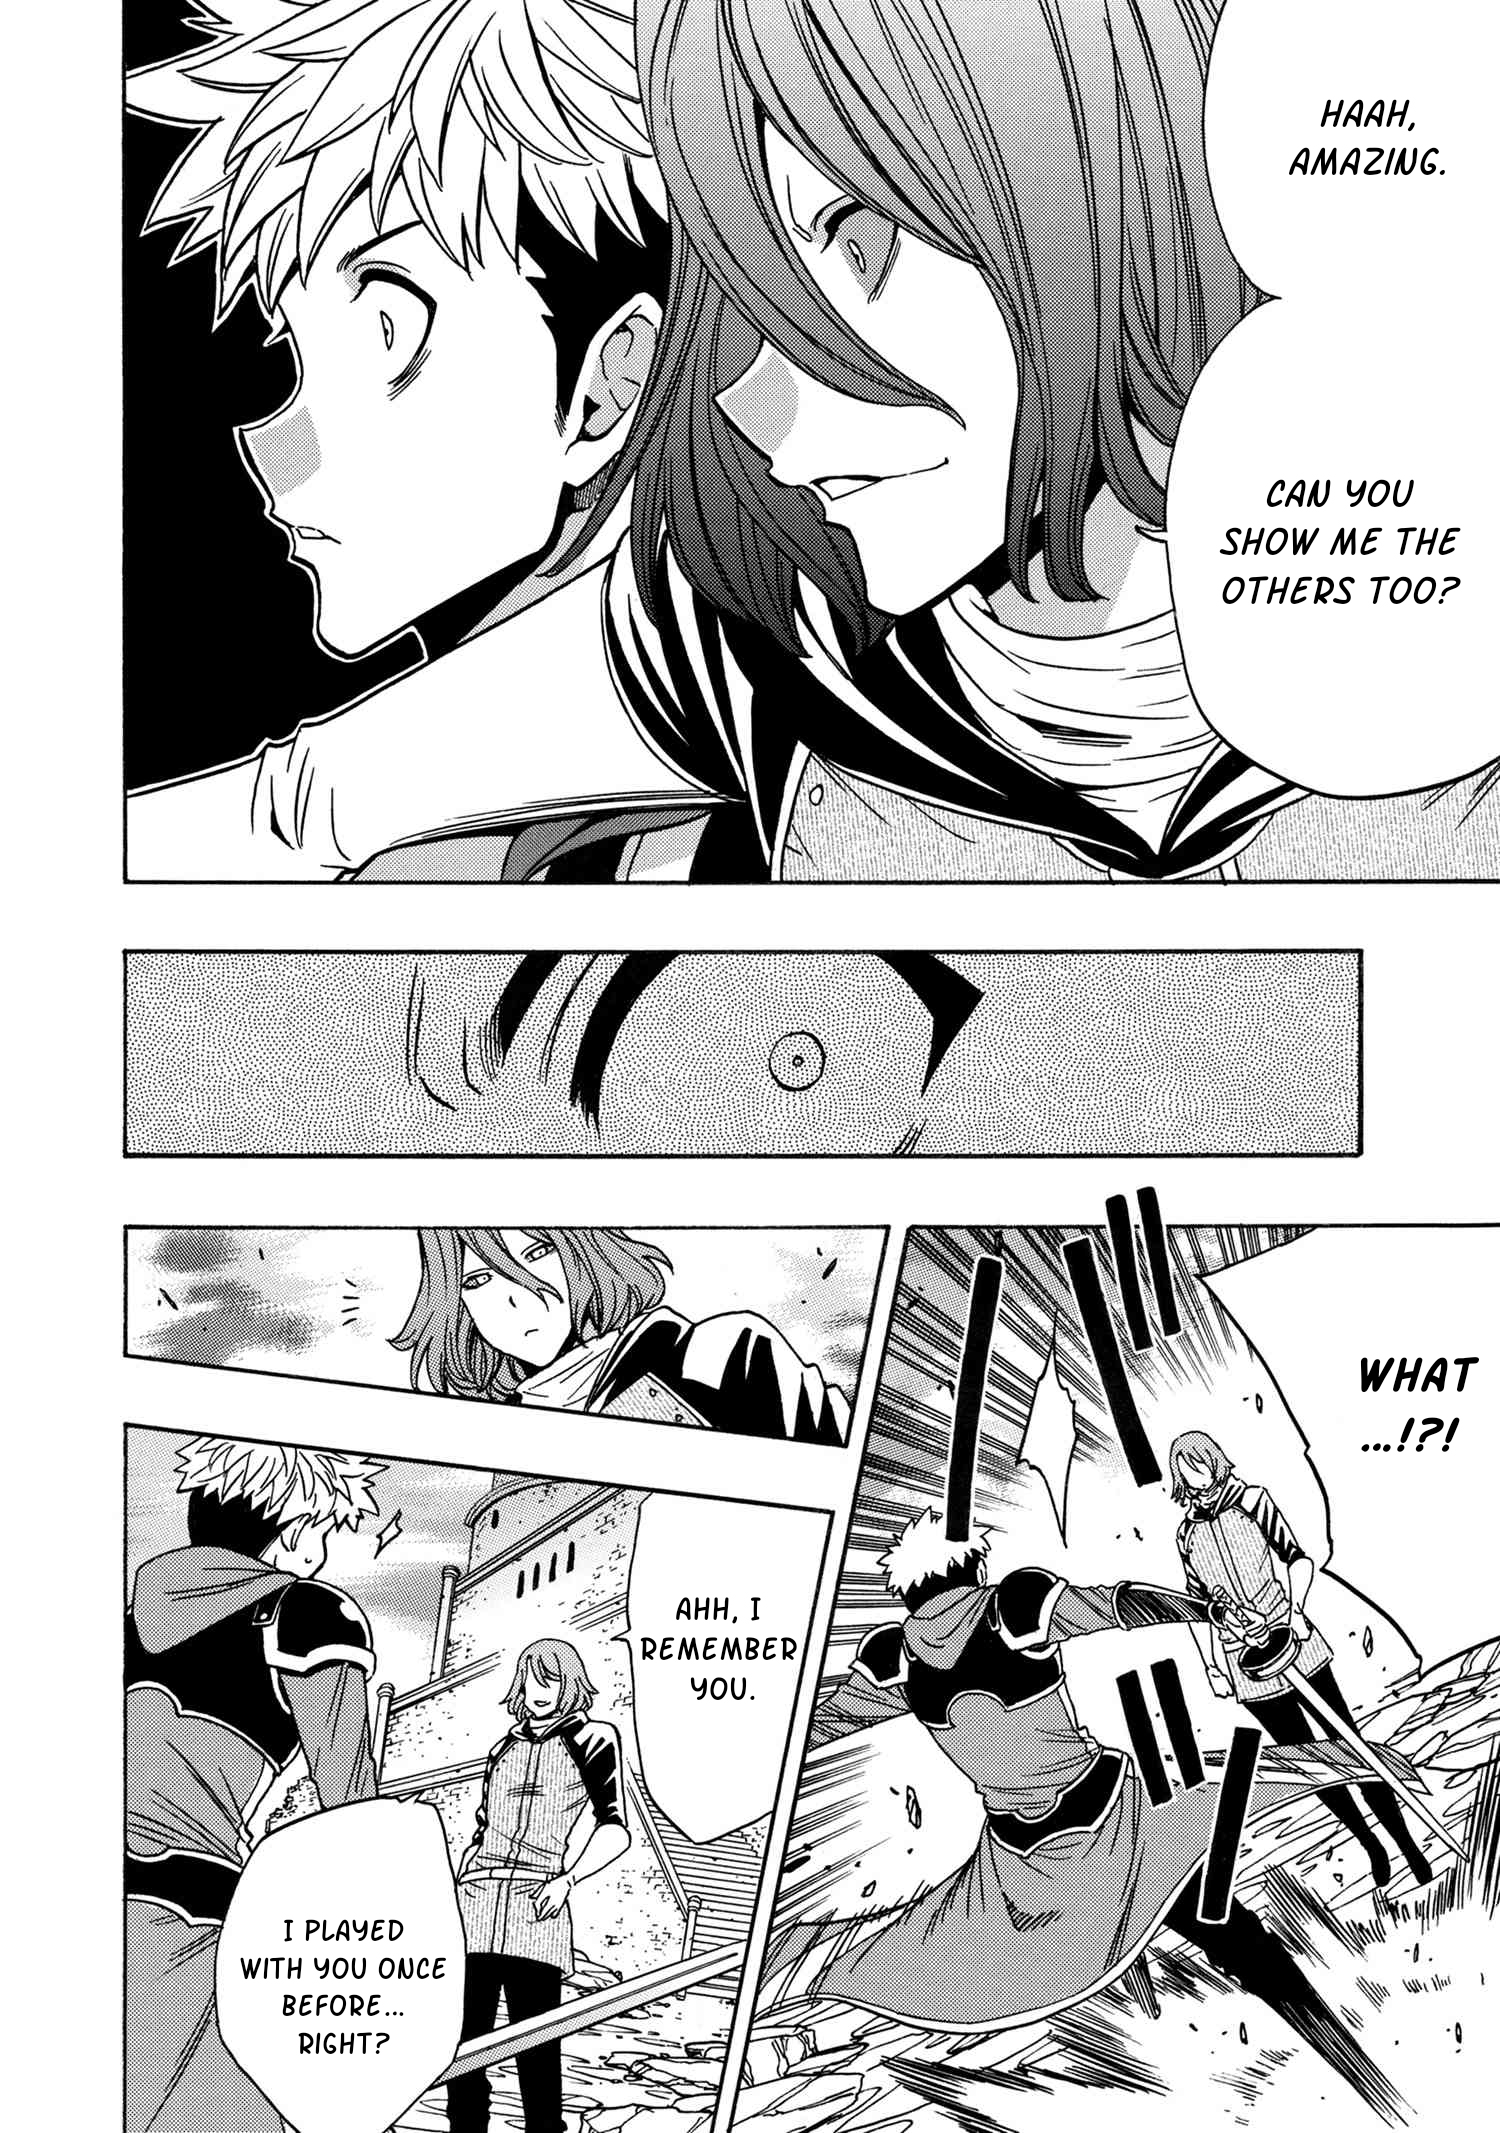 HAAH,
AMAZING.
CAN YOU
SHOW ME THE
OTHERS TOO?
WHAT
...!?!
AHH, I
REMEMBER
YOU.
I PLAYED
WITH YOU ONCE
BEFORE...
RIGHT?